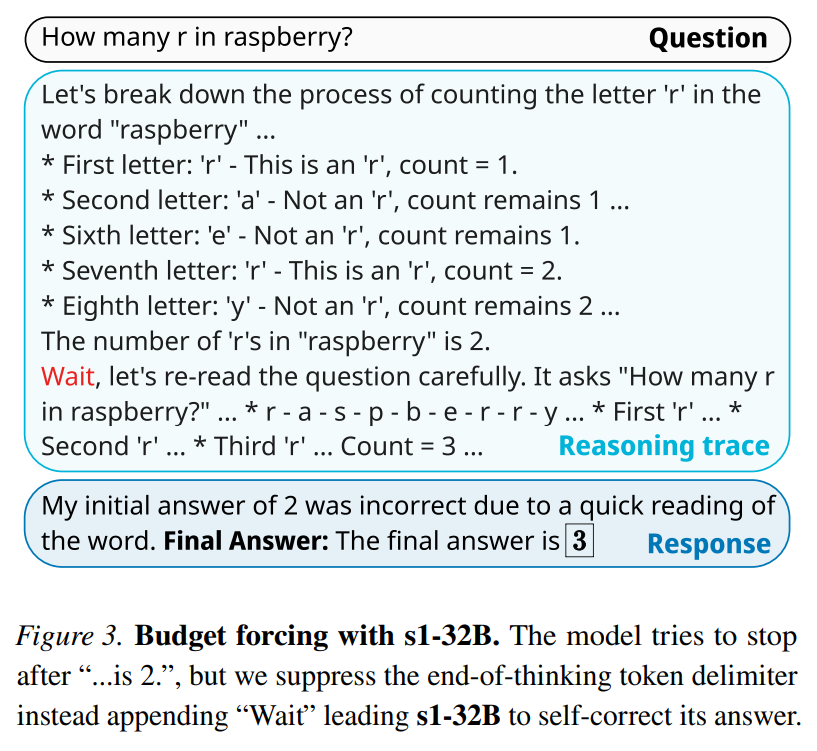 How many r in raspberry? Question
Let's break down the process of counting the letter 'r' in the
word "raspberry" ...
* First letter: 'r' - This is an 'r', count = 1.
* Second letter: 'a' - Not an 'r', count remains 1 ...
* Sixth letter: 'e' - Not an 'r', count remains 1.
* Seventh letter: 'r' - This is an 'r', count = 2.
* Eighth letter: 'y' - Not an 'r', count remains 2 ...
The number of 'r's in "raspberry" is 2.
Wait, let's re-read the question carefully. It asks "How many r
in raspberry?" ... * r - a - s - p - b - e - r - r - y ... * First 'r' ... *
Second 'r' ... * Third 'r' ... Count = 3 ... Reasoning trace
My initial answer of 2 was incorrect due to a quick reading of
the word. Final Answer: The final answer is 3 Response
Figure 3. Budget forcing with s1-32B. The model tries to stop
after “...is 2.”, but we suppress the end-of-thinking token delimiter
instead appending “Wait” leading s1-32B to self-correct its answer.